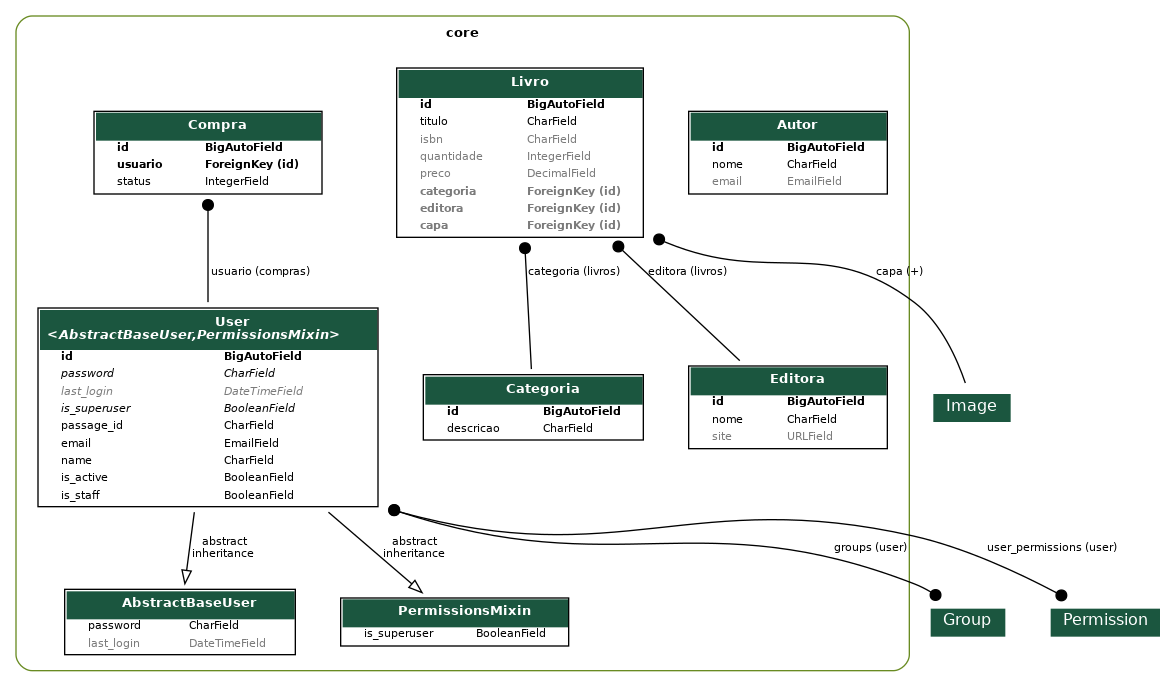 core
Livro
id BigAutoField
titulo CharField
isbn CharField
quantidade IntegerField
preco DecimalField
categoria ForeignKey (id)
editora ForeignKey (id)
capa ForeignKey (id)
Compra
id BigAutoField
usuario ForeignKey (id)
status IntegerField
Autor
id BigAutoField
nome CharField
email EmailField
usuario (compras)
categoria (livros)
editora (livros)
capa (+)
User
<AbstractBaseUser,PermissionsMixin>
id BigAutoField
password CharField
last_login DateTimeField
is_superuser BooleanField
passage_id CharField
email EmailField
name CharField
is_active BooleanField
is_staff BooleanField
Categoria
id BigAutoField
descricao CharField
Editora
id BigAutoField
nome CharField
site URLField
Image
abstract
inheritance
abstract
inheritance
groups (user)
user_permissions (user)
AbstractBaseUser
password CharField
last_login DateTimeField
PermissionsMixin
is_superuser BooleanField
Group
Permission